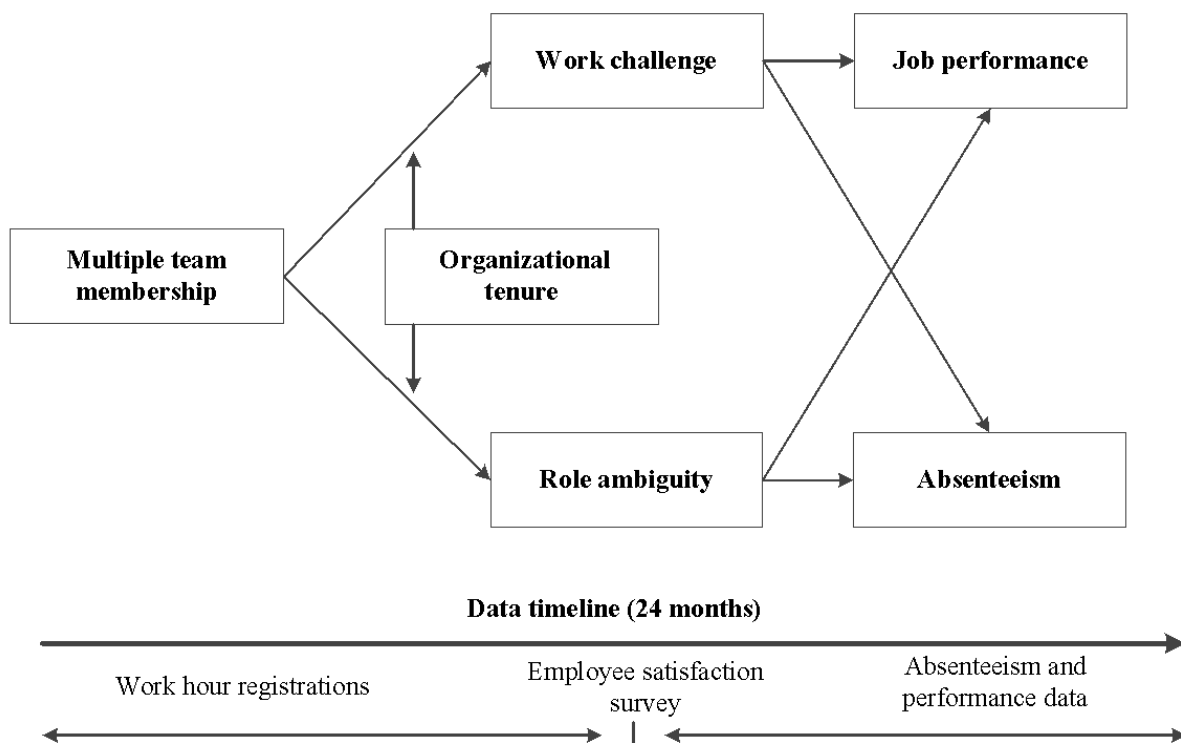 Work challenge
Job performance
Multiple team
membership
Organizational
tenure
Role ambiguity
Absenteeism
Data timeline (24 months)
Work hour registrations
Employee satisfaction
survey
Absenteeism and
performance data